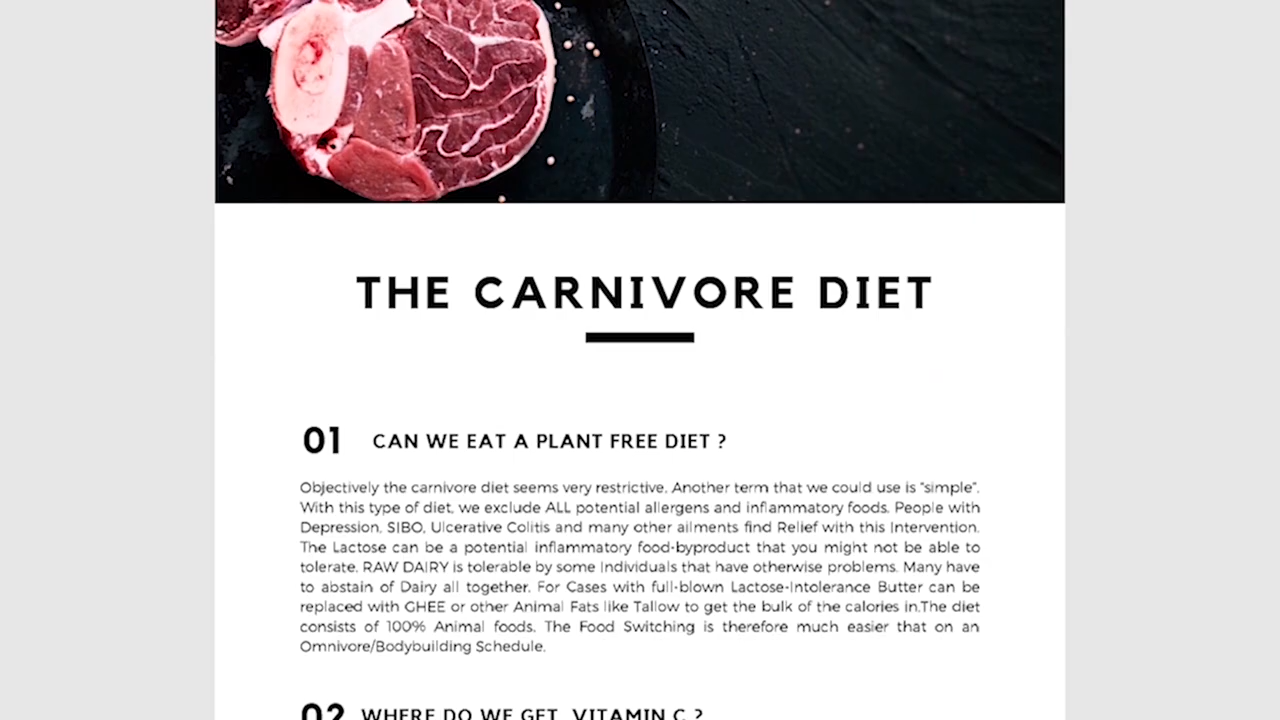 THE CARNIVORE DIET
01 CAN WE EAT A PLANT FREE DIET ?
Objectively the carnivore diet seems very restrictive. Another term that we could use is "simple".
With this type of diet, we exclude ALL potential allergens and inflammatory foods. People with
Depression, SIBO, Ulcerative Colitis and many other ailments find Relief with this Intervention.
The Lactose can be a potential inflammatory food-byproduct that you might not be able to
tolerate. RAW DAIRY is tolerable by some Individuals that have otherwise problems. Many have
to abstain of Dairy all together. For Cases with full-blown Lactose-Intolerance Butter can be
replaced with GHEE or other Animal Fats like Tallow to get the bulk of the calories in.The diet
consists of 100% Animal foods. The Food Switching is therefore much easier that on an
Omnivore/Bodybuilding Schedule.
02 WHERE DO WE GET VITAMIN C ?